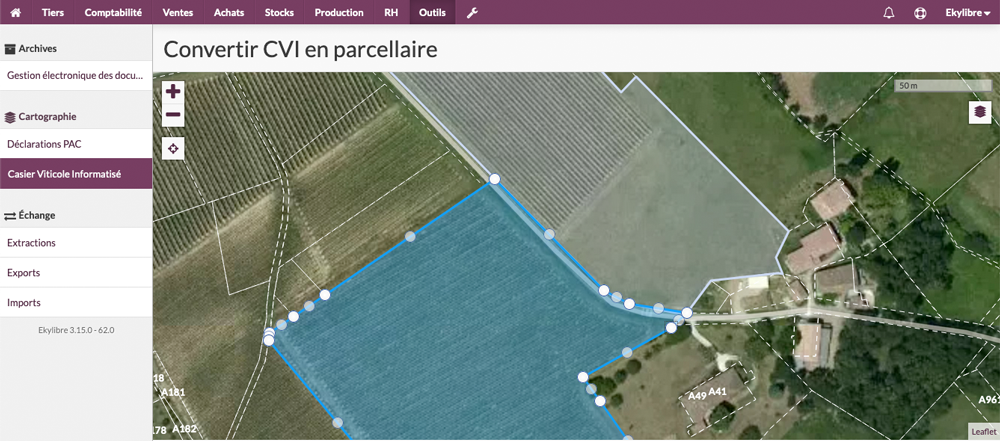 Tiers Comptabilité Ventes Achats Stocks Production RH Outils Ekylibre
Archives
Gestion électronique des docu...
Cartographie
Déclarations PAC
Casier Viticole Informatisé
Échange
Extractions
Exports
Imports
Ekylibre 3.15.0 - 62.0
Convertir CVI en parcellaire
50 m
18
A181
178 A182
A49 A41
A96
Leaflet